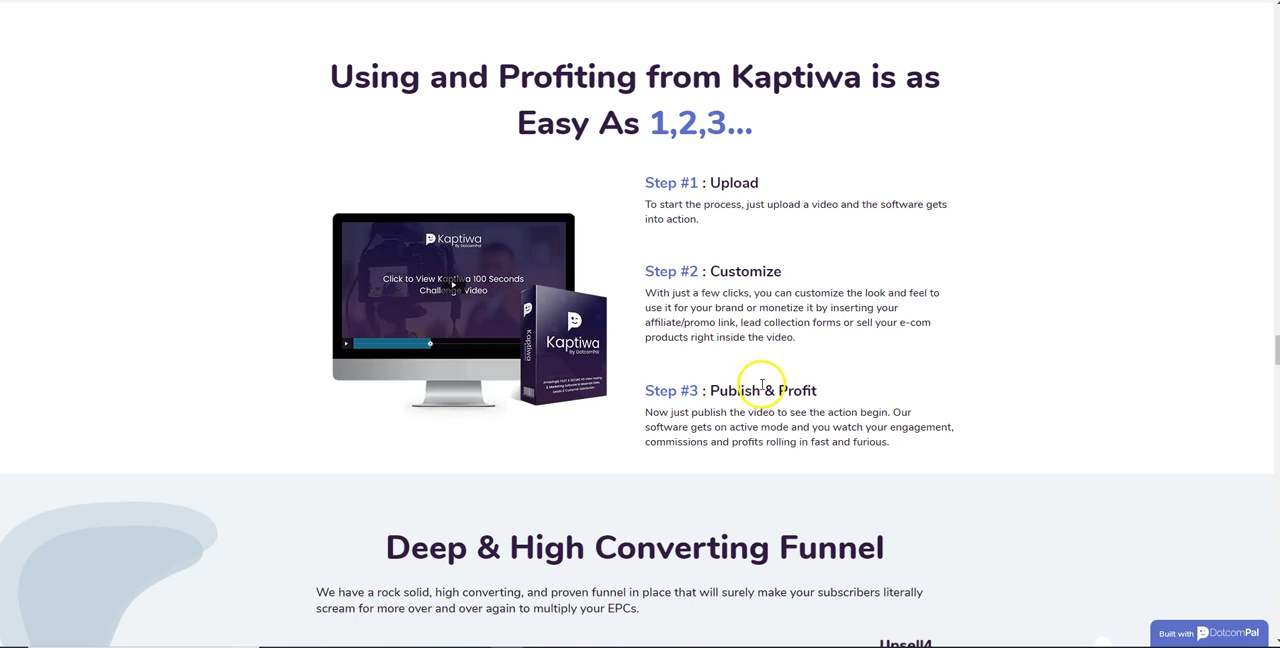 Using and Profiting from Kaptiwa is as
Easy As 1,2,3...
Step #1 : Upload
To start the process, just upload a video and the software gets
into action.
Kaptiwa
By DotcomPal
Click to View Kaptiwa 100 Seconds
Challenge Video
Kaptiwa
Kaptiwa
By DotcomPal
Step #2 : Customize
With just a few clicks, you can customize the look and feel to
use it for your brand or monetize it by inserting your
affiliate/promo link, lead collection forms or sell your e-com
products right inside the video.
Step #3 : Publish & Profit
Now just publish the video to see the action begin. Our
software gets on active mode and you watch your engagement,
commissions and profits rolling in fast and furious.
Deep & High Converting Funnel
We have a rock solid, high converting, and proven funnel in place that will surely make your subscribers literally
scream for more over and over again to multiply your EPCs.
Upsell4
Built with DotcomPal